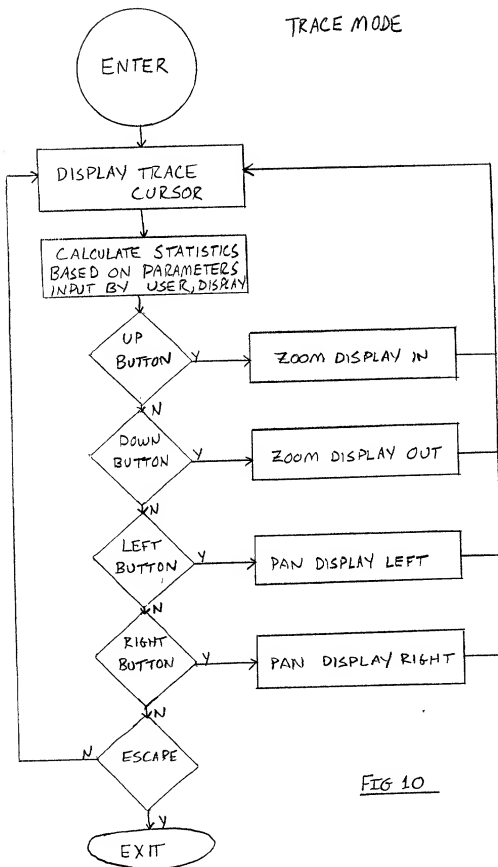 TRACE MODE
ENTER
DISPLAY TRACE
CURSOR
CALCULATE STATISTICS
BASED ON PARAMETERS
INPUT BY USER, DISPLAY
UP
BUTTON
Y
ZOOM DISPLAY IN
N
DOWN
BUTTON
Y
ZOOM DISPLAY OUT
N
LEFT
BUTTON
Y
PAN DISPLAY LEFT
N
RIGHT
BUTTON
Y
PAN DISPLAY RIGHT
N
N
ESCAPE
Y
EXIT
FIG 10